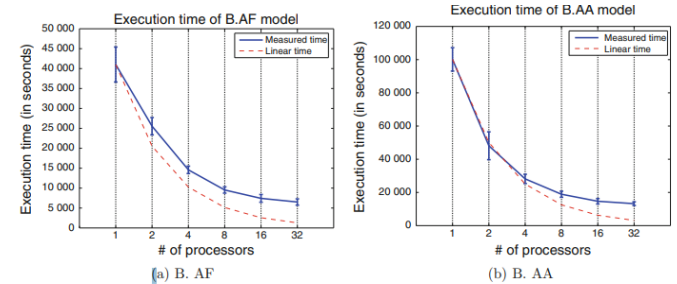 Execution time of B.AF model
Execution time (in seconds)
50 000
45 000
40 000
35 000
30 000
25 000
20 000
15 000
10 000
5 000
0
Measured time
Linear time
1 2 4 8 16 32
# of processors
(a) B. AF
Execution time of B.AA model
Execution time (in seconds)
120 000
100 000
80 000
60 000
40 000
20 000
0
Measured time
Linear time
1 2 4 8 16 32
# of processors
(b) B. AA